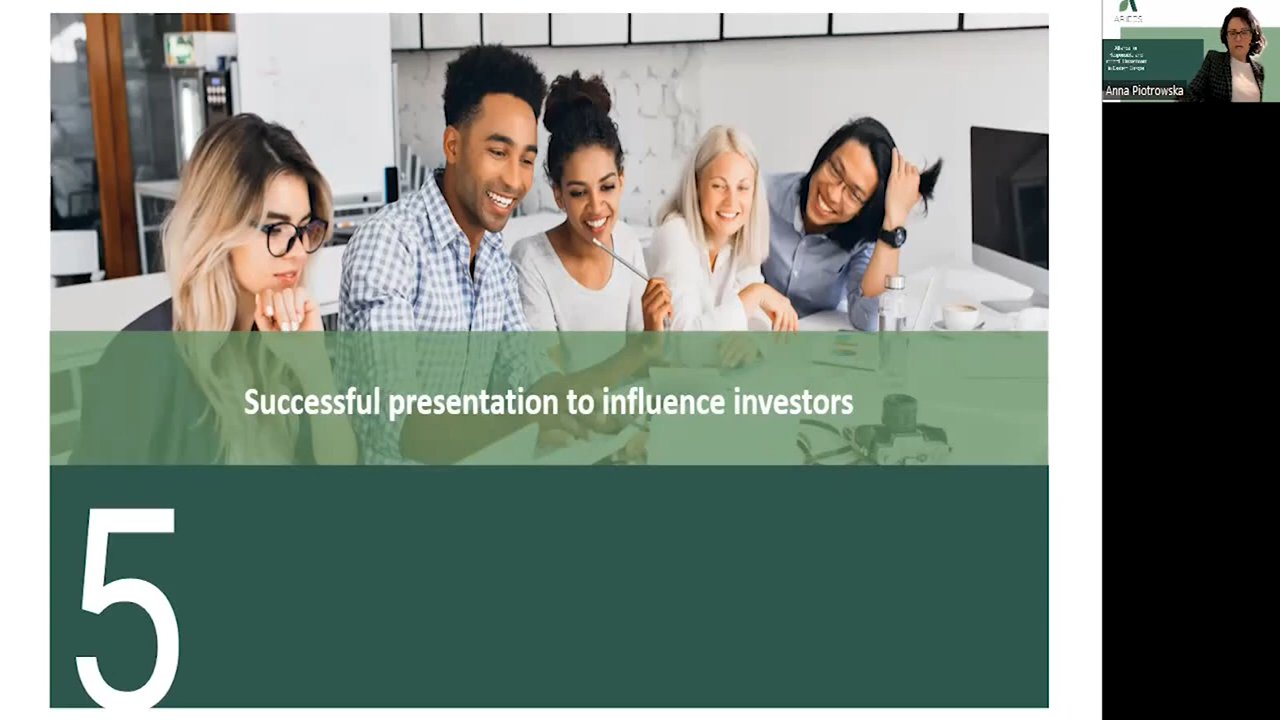 Successful presentation to influence investors
5
Anna Piotrowska